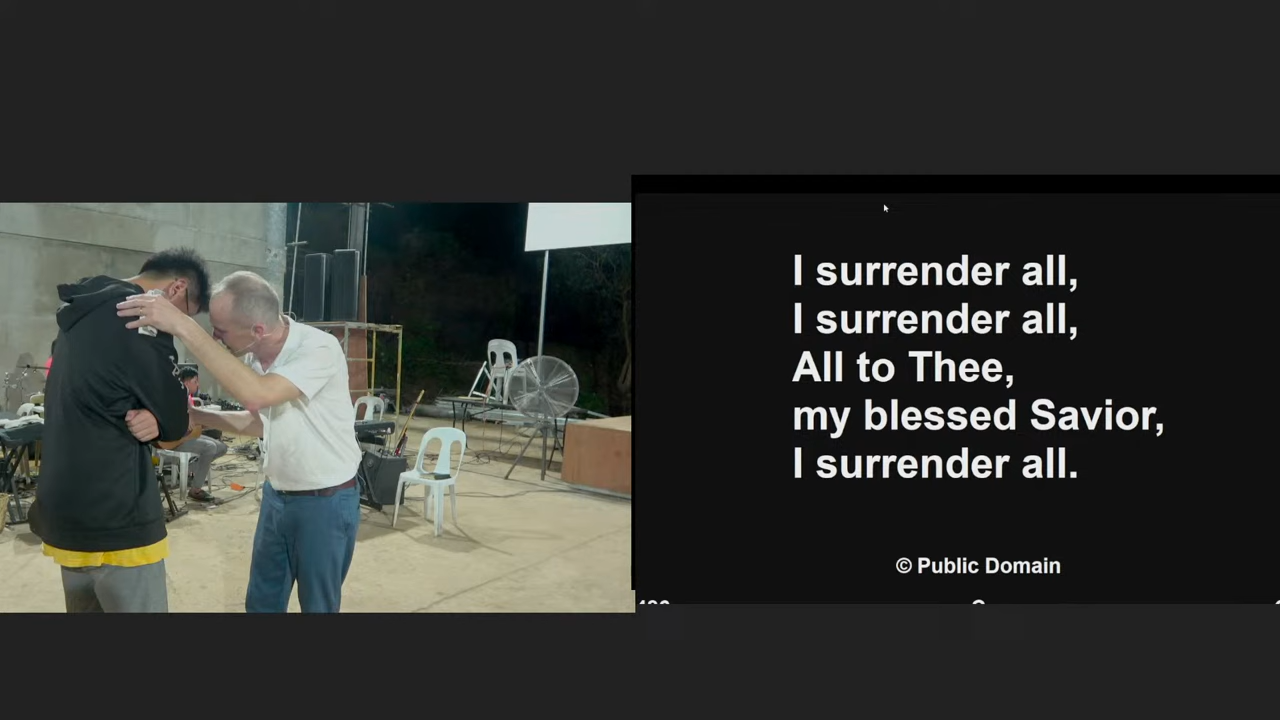 I surrender all,
I surrender all,
All to Thee,
my blessed Savior,
I surrender all.
© Public Domain